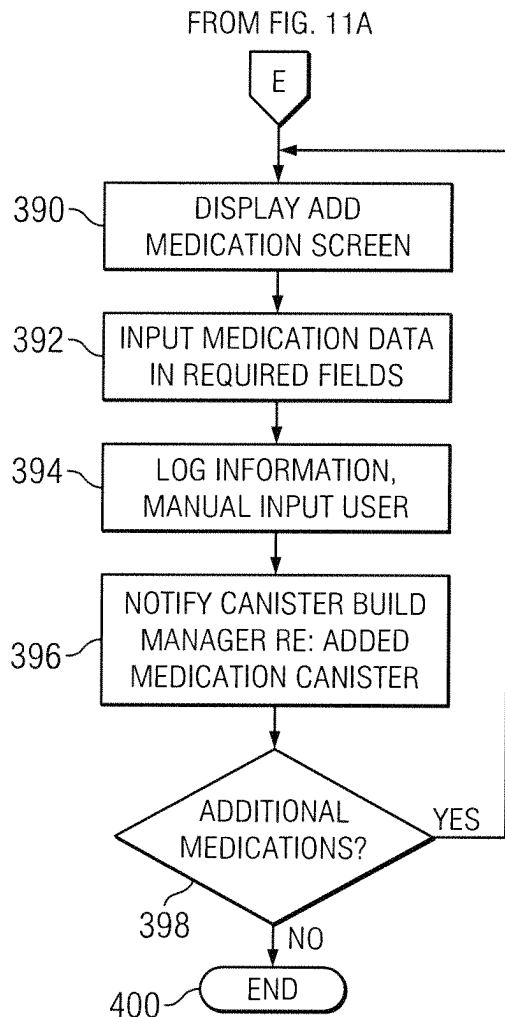 FROM FIG. 11A
E
390
DISPLAY ADD
MEDICATION SCREEN
392
INPUT MEDICATION DATA
IN REQUIRED FIELDS
394
LOG INFORMATION,
MANUAL INPUT USER
396
NOTIFY CANISTER BUILD
MANAGER RE: ADDED
MEDICATION CANISTER
ADDITIONAL
MEDICATIONS?
YES
398
NO
400
END